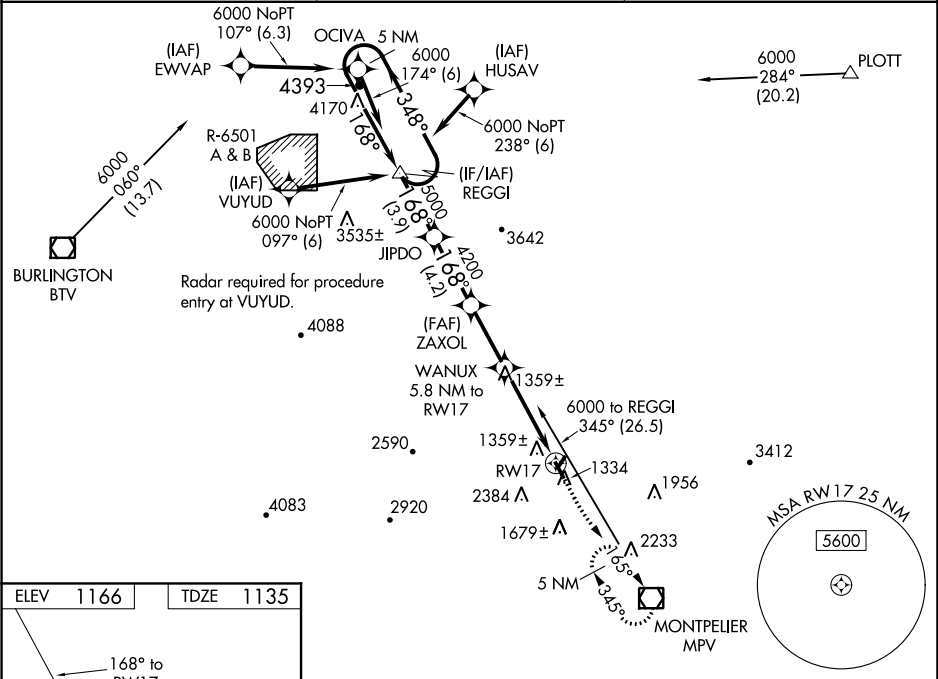 6000 NoPT
107° (6.3)
(IAF)
EWVAP
OCIVA
5 NM
6000
174° (6)
(IAF)
HUSAV
6000
284°
(20.2)
PLOTT
4393
4170
168°
348°
6000 NoPT
238° (6)
R-6501
A & B
(IAF)
VUYUD
6000 NoPT
097° (6)
(IF/IAF)
REGGI
6000
060°
(13.7)
BURLINGTON
BTV
3535±
5000
168°
(3.9)
JIPDO
3642
Radar required for procedure
entry at VUYUD.
4200
168°
(4.2)
4088
(FAF)
ZAXOL
WANUX
5.8 NM to
RW17
1359±
6000 to REGGI
345° (26.5)
2590
1359±
RW17
1334
3412
2384
1956
4083
2920
1679±
2233
MSA RW17 25 NM
5600
5 NM
165°
345°
MONTPELIER
MPV
ELEV 1166
TDZE 1135
168° to